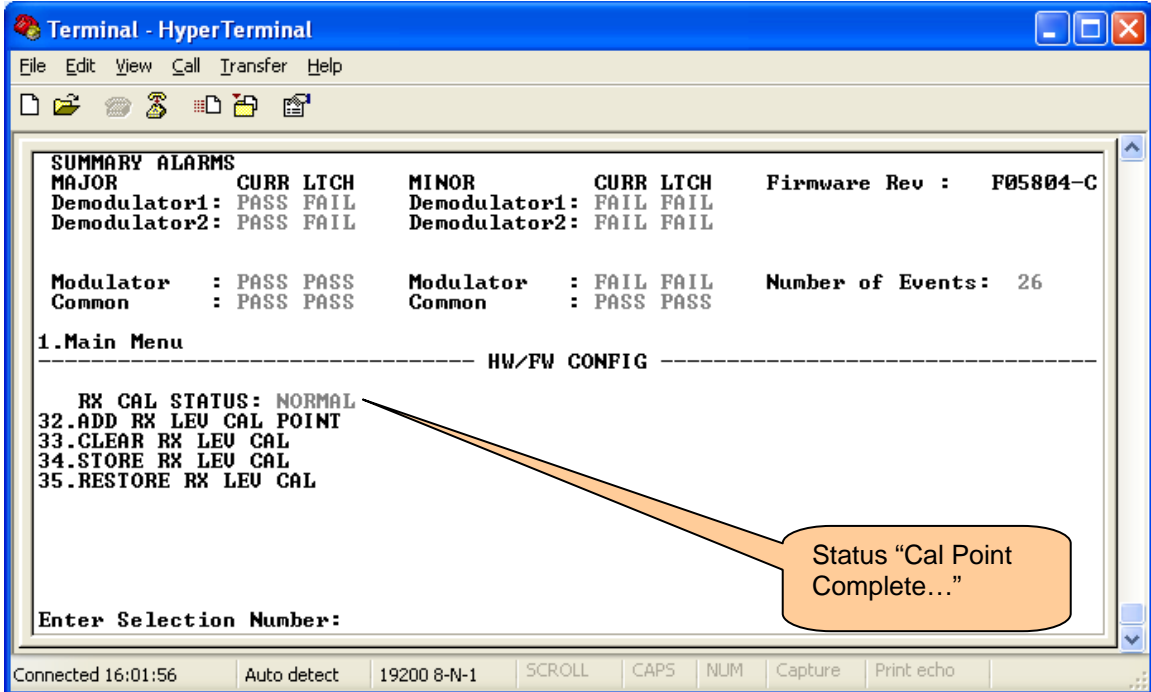 Terminal - HyperTerminal
File Edit View Call Transfer Help
SUMMARY ALARMS
MAJOR CURR LTCH MINOR CURR LTCH Firmware Rev : F05804-C
Demodulator1: PASS FAIL Demodulator1: FAIL FAIL
Demodulator2: PASS FAIL Demodulator2: FAIL FAIL
Modulator : PASS PASS Modulator : FAIL FAIL Number of Events: 26
Common : PASS PASS Common : PASS PASS
1.Main Menu
---------------------------------- HW/FW CONFIG ----------------------------------
RX CAL STATUS: NORMAL
32.ADD RX LEV CAL POINT
33.CLEAR RX LEV CAL
34.STORE RX LEV CAL
35.RESTORE RX LEV CAL
Status “Cal Point
Complete…”
Enter Selection Number:
Connected 16:01:56 Auto detect 19200 8-N-1 SCROLL CAPS NUM Capture Print echo